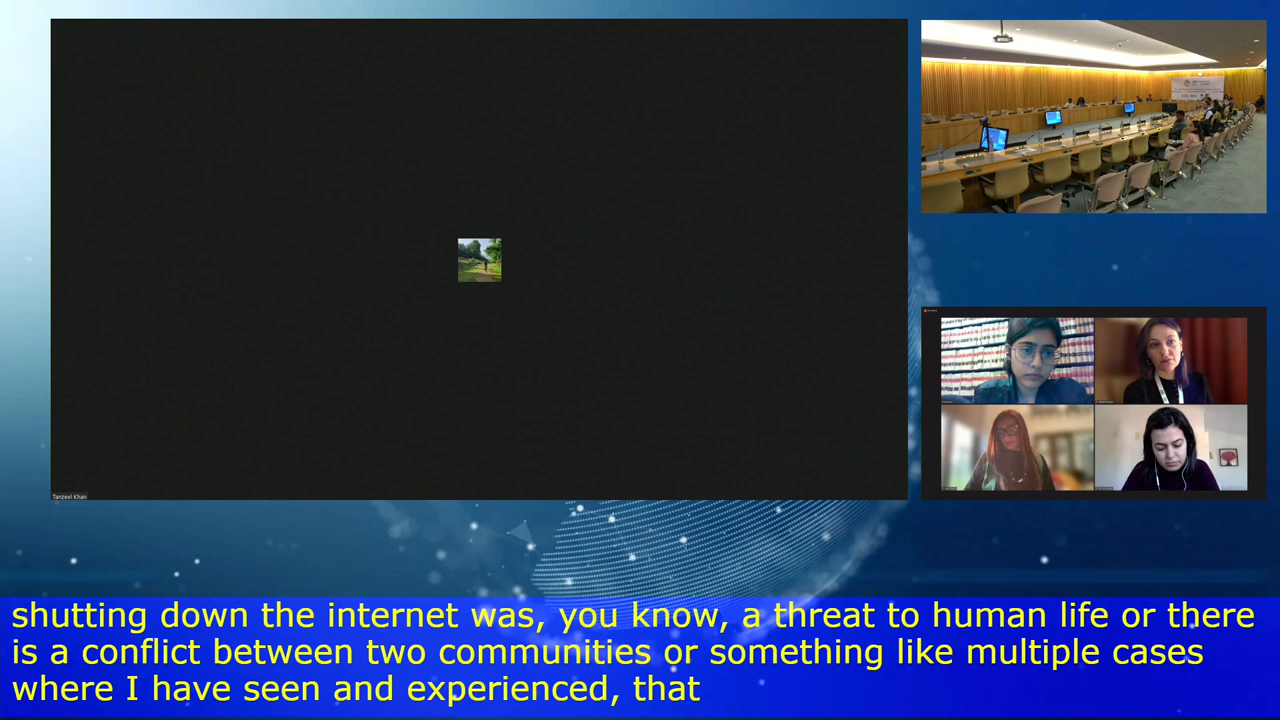 Tanzeel Khan
shutting down the internet was, you know, a threat to human life or there
is a conflict between two communities or something like multiple cases
where I have seen and experienced, that